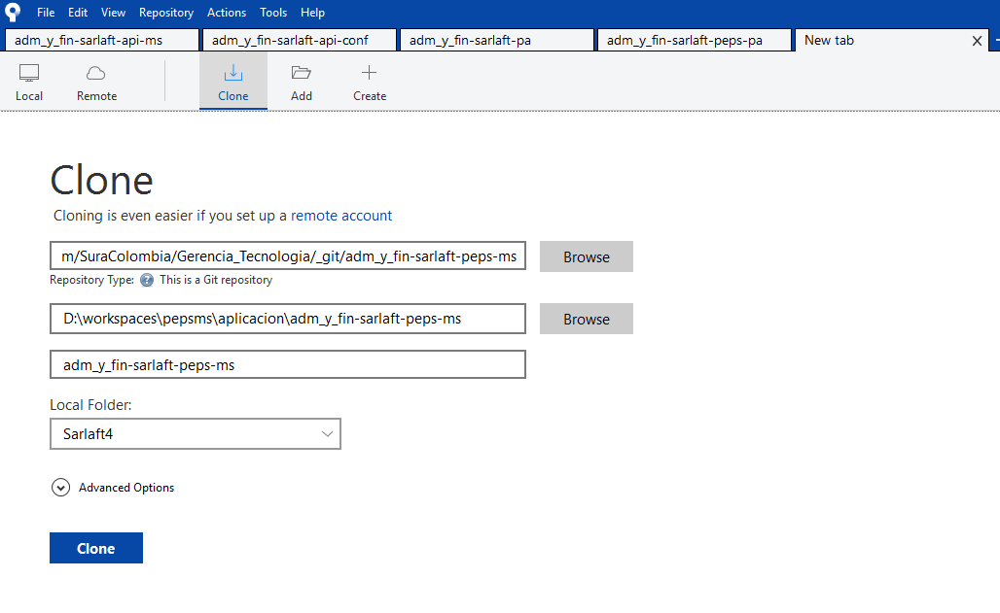 File Edit View Repository Actions Tools Help
adm_y_fin-sarlaft-api-ms adm_y_fin-sarlaft-api-conf adm_y_fin-sarlaft-pa adm_y_fin-sarlaft-peps-pa New tab
Local Remote Clone Add Create
Clone
Cloning is even easier if you set up a remote account
m/SuraColombia/Gerencia_Tecnologia/_git/adm_y_fin-sarlaft-peps-ms Browse
Repository Type: ? This is a Git repository
D:\workspaces\pepsms\aplicacion\adm_y_fin-sarlaft-peps-ms Browse
adm_y_fin-sarlaft-peps-ms
Local Folder:
Sarlaft4
Advanced Options
Clone